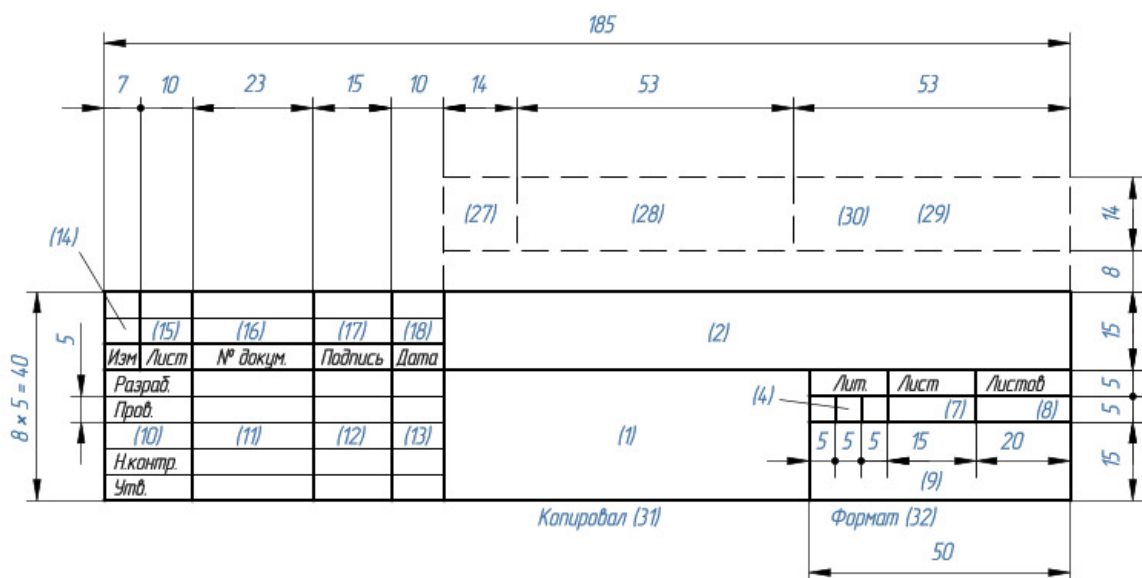 185
7 10 23 15 10 14 53 53
(27) (28) (30) (29) 14
(14) 8
(15) (16) (17) (18) (2) 15
5
Изм Лист № докум. Подпись Дата
8 × 5 = 40
Разраб. Лит. Лист Листов 5
Пров. (4) (7) (8) 5
(10) (11) (12) (13) (1) 5 5 5 15 20 15
Н.контр. (9)
Утв.
Копировал (31) Формат (32)
50